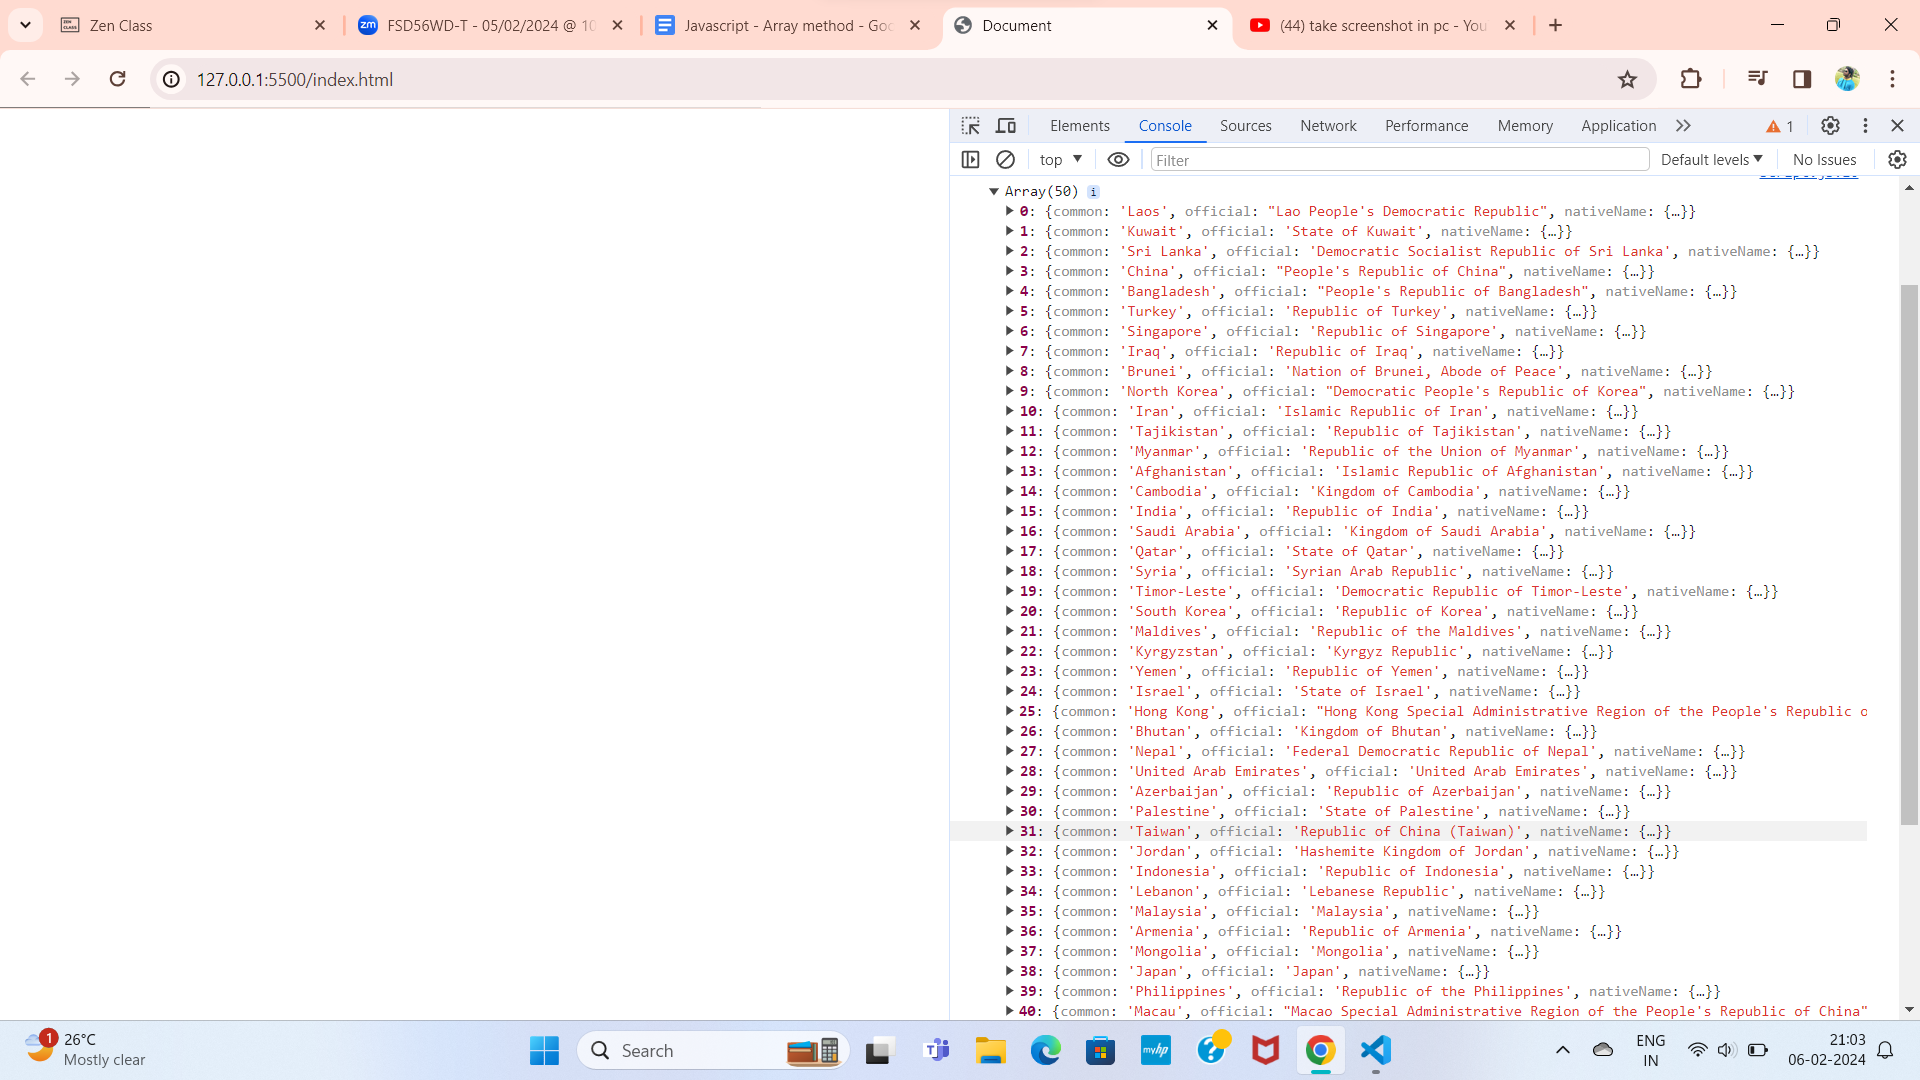 Zen Class
FSD56WD-T - 05/02/2024 @ 10
Javascript - Array method - Goo
Document
(44) take screenshot in pc - You
127.0.0.1:5500/index.html
Elements Console Sources Network Performance Memory Application 1
top Filter Default levels No Issues
Array(50) i
0: {common: 'Laos', official: "Lao People's Democratic Republic", nativeName: {…}}
1: {common: 'Kuwait', official: 'State of Kuwait', nativeName: {…}}
2: {common: 'Sri Lanka', official: 'Democratic Socialist Republic of Sri Lanka', nativeName: {…}}
3: {common: 'China', official: "People's Republic of China", nativeName: {…}}
4: {common: 'Bangladesh', official: "People's Republic of Bangladesh", nativeName: {…}}
5: {common: 'Turkey', official: 'Republic of Turkey', nativeName: {…}}
6: {common: 'Singapore', official: 'Republic of Singapore', nativeName: {…}}
7: {common: 'Iraq', official: 'Republic of Iraq', nativeName: {…}}
8: {common: 'Brunei', official: 'Nation of Brunei, Abode of Peace', nativeName: {…}}
9: {common: 'North Korea', official: "Democratic People's Republic of Korea", nativeName: {…}}
10: {common: 'Iran', official: 'Islamic Republic of Iran', nativeName: {…}}
11: {common: 'Tajikistan', official: 'Republic of Tajikistan', nativeName: {…}}
12: {common: 'Myanmar', official: 'Republic of the Union of Myanmar', nativeName: {…}}
13: {common: 'Afghanistan', official: 'Islamic Republic of Afghanistan', nativeName: {…}}
14: {common: 'Cambodia', official: 'Kingdom of Cambodia', nativeName: {…}}
15: {common: 'India', official: 'Republic of India', nativeName: {…}}
16: {common: 'Saudi Arabia', official: 'Kingdom of Saudi Arabia', nativeName: {…}}
17: {common: 'Qatar', official: 'State of Qatar', nativeName: {…}}
18: {common: 'Syria', official: 'Syrian Arab Republic', nativeName: {…}}
19: {common: 'Timor-Leste', official: 'Democratic Republic of Timor-Leste', nativeName: {…}}
20: {common: 'South Korea', official: 'Republic of Korea', nativeName: {…}}
21: {common: 'Maldives', official: 'Republic of the Maldives', nativeName: {…}}
22: {common: 'Kyrgyzstan', official: 'Kyrgyz Republic', nativeName: {…}}
23: {common: 'Yemen', official: 'Republic of Yemen', nativeName: {…}}
24: {common: 'Israel', official: 'State of Israel', nativeName: {…}}
25: {common: 'Hong Kong', official: "Hong Kong Special Administrative Region of the People's Republic o
26: {common: 'Bhutan', official: 'Kingdom of Bhutan', nativeName: {…}}
27: {common: 'Nepal', official: 'Federal Democratic Republic of Nepal', nativeName: {…}}
28: {common: 'United Arab Emirates', official: 'United Arab Emirates', nativeName: {…}}
29: {common: 'Azerbaijan', official: 'Republic of Azerbaijan', nativeName: {…}}
30: {common: 'Palestine', official: 'State of Palestine', nativeName: {…}}
31: {common: 'Taiwan', official: 'Republic of China (Taiwan)', nativeName: {…}}
32: {common: 'Jordan', official: 'Hashemite Kingdom of Jordan', nativeName: {…}}
33: {common: 'Indonesia', official: 'Republic of Indonesia', nativeName: {…}}
34: {common: 'Lebanon', official: 'Lebanese Republic', nativeName: {…}}
35: {common: 'Malaysia', official: 'Malaysia', nativeName: {…}}
36: {common: 'Armenia', official: 'Republic of Armenia', nativeName: {…}}
37: {common: 'Mongolia', official: 'Mongolia', nativeName: {…}}
38: {common: 'Japan', official: 'Japan', nativeName: {…}}
39: {common: 'Philippines', official: 'Republic of the Philippines', nativeName: {…}}
40: {common: 'Macau', official: "Macao Special Administrative Region of the People's Republic of China"
1
26°C
Mostly clear
Search
ENG
IN
21:03
06-02-2024